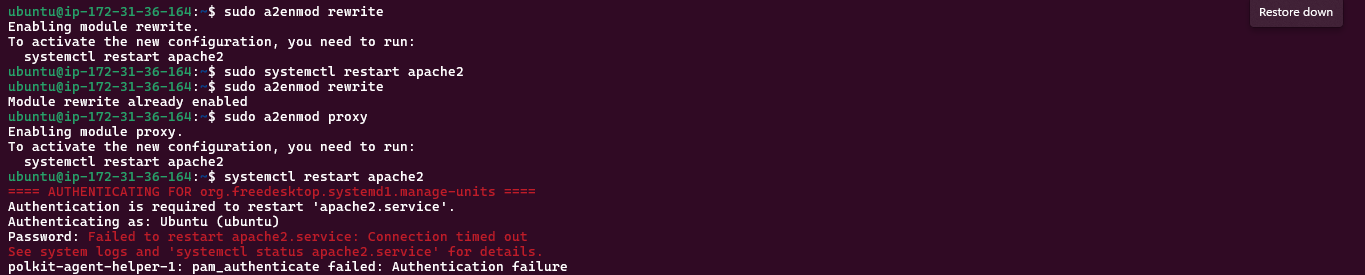 ubuntu@ip-172-31-36-164:~$ sudo a2enmod rewrite
Restore down
Enabling module rewrite.
To activate the new configuration, you need to run:
  systemctl restart apache2
ubuntu@ip-172-31-36-164:~$ sudo systemctl restart apache2
ubuntu@ip-172-31-36-164:~$ sudo a2enmod rewrite
Module rewrite already enabled
ubuntu@ip-172-31-36-164:~$ sudo a2enmod proxy
Enabling module proxy.
To activate the new configuration, you need to run:
  systemctl restart apache2
ubuntu@ip-172-31-36-164:~$ systemctl restart apache2
==== AUTHENTICATING FOR org.freedesktop.systemd1.manage-units ====
Authentication is required to restart 'apache2.service'.
Authenticating as: Ubuntu (ubuntu)
Password: Failed to restart apache2.service: Connection timed out
See system logs and 'systemctl status apache2.service' for details.
polkit-agent-helper-1: pam_authenticate failed: Authentication failure